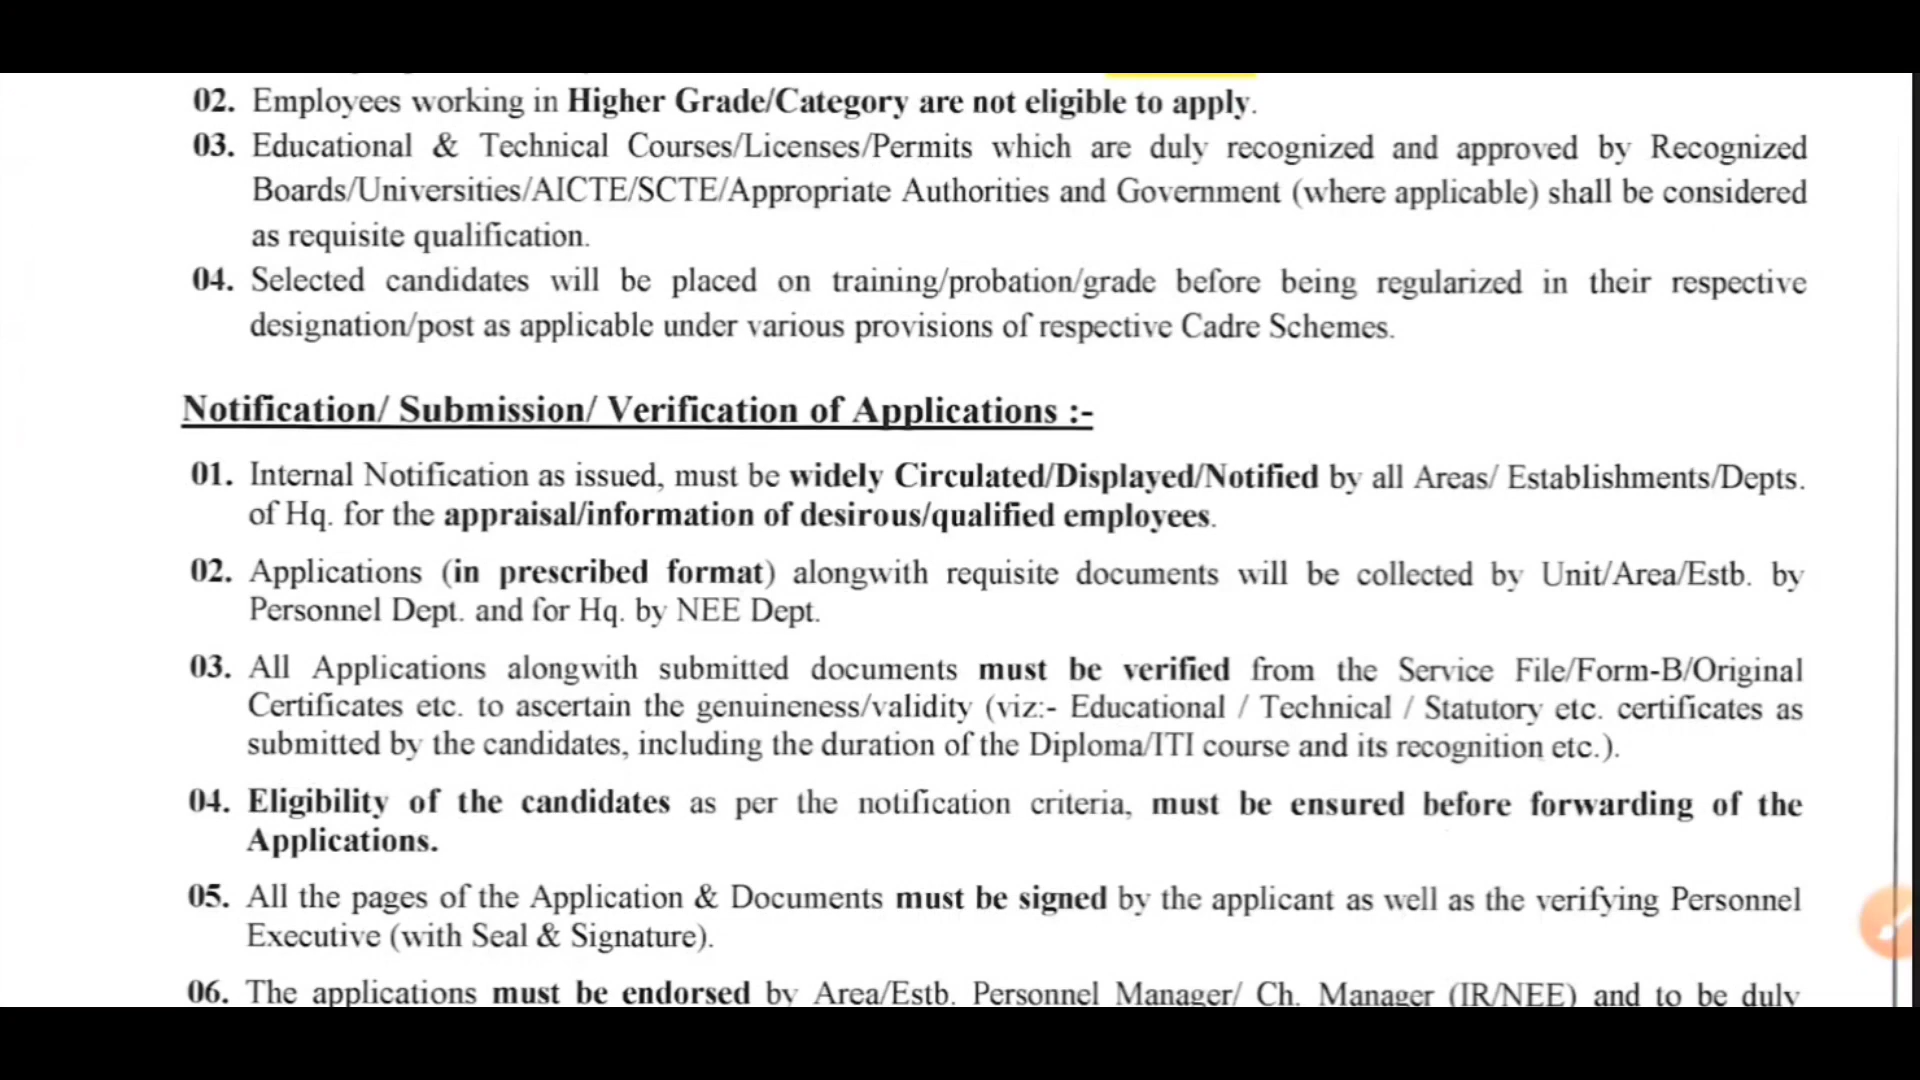 02. Employees working in Higher Grade/Category are not eligible to apply.
03. Educational & Technical Courses/Licenses/Permits which are duly recognized and approved by Recognized
Boards/Universities/AICTE/SCTE/Appropriate Authorities and Government (where applicable) shall be considered
as requisite qualification.
04. Selected candidates will be placed on training/probation/grade before being regularized in their respective
designation/post as applicable under various provisions of respective Cadre Schemes.
Notification/ Submission/ Verification of Applications :-
01. Internal Notification as issued, must be widely Circulated/Displayed/Notified by all Areas/ Establishments/Depts.
of Hq. for the appraisal/information of desirous/qualified employees.
02. Applications (in prescribed format) alongwith requisite documents will be collected by Unit/Area/Estb. by
Personnel Dept. and for Hq. by NEE Dept.
03. All Applications alongwith submitted documents must be verified from the Service File/Form-B/Original
Certificates etc. to ascertain the genuineness/validity (viz:- Educational / Technical / Statutory etc. certificates as
submitted by the candidates, including the duration of the Diploma/ITI course and its recognition etc.).
04. Eligibility of the candidates as per the notification criteria, must be ensured before forwarding of the
Applications.
05. All the pages of the Application & Documents must be signed by the applicant as well as the verifying Personnel
Executive (with Seal & Signature).
06. The applications must be endorsed by Area/Estb. Personnel Manager/ Ch. Manager (IR/NEE) and to be duly